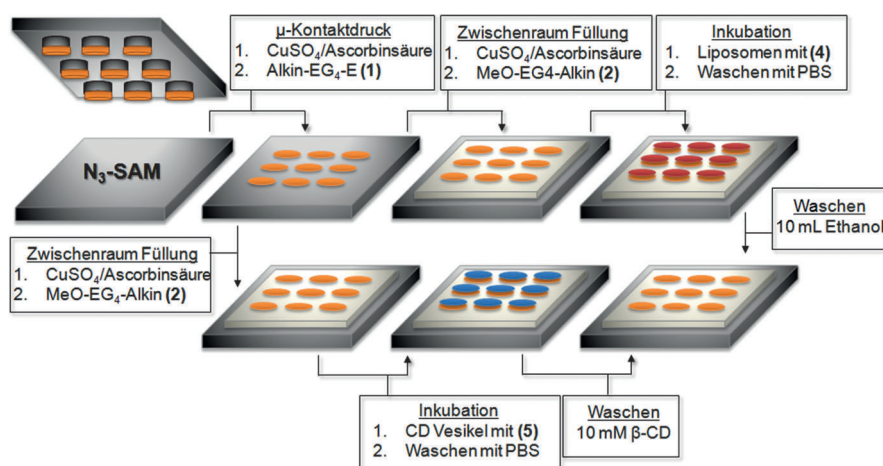 µ-Kontaktdruck
1. CuSO₄/Ascorbinsäure
2. Alkin-EG₄-E (1)
Zwischenraum Füllung
1. CuSO₄/Ascorbinsäure
2. MeO-EG4-Alkin (2)
Inkubation
1. Liposomen mit (4)
2. Waschen mit PBS
N₃-SAM
Waschen
10 mL Ethanol
Zwischenraum Füllung
1. CuSO₄/Ascorbinsäure
2. MeO-EG₄-Alkin (2)
Inkubation
1. CD Vesikel mit (5)
2. Waschen mit PBS
Waschen
10 mM β-CD